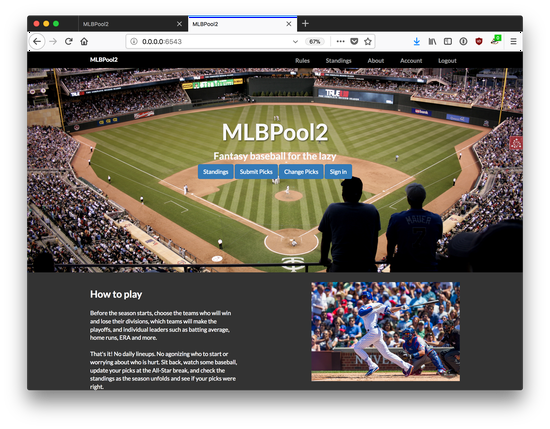 MLBPool2
MLBPool2
0.0.0.0:6543
67%
MLBPool2
Rules Standings About Account Logout
MLBPool2
Fantasy baseball for the lazy
Standings Submit Picks Change Picks Sign in
MAUER
How to play
Before the season starts, choose the teams who will win
and lose their divisions, which teams will make the
playoffs, and individual leaders such as batting average,
home runs, ERA and more.
That's it! No daily lineups. No agonizing who to start or
worrying about who is hurt. Sit back, watch some baseball,
update your picks at the All-Star break, and check the
standings as the season unfolds and see if your picks were
right.